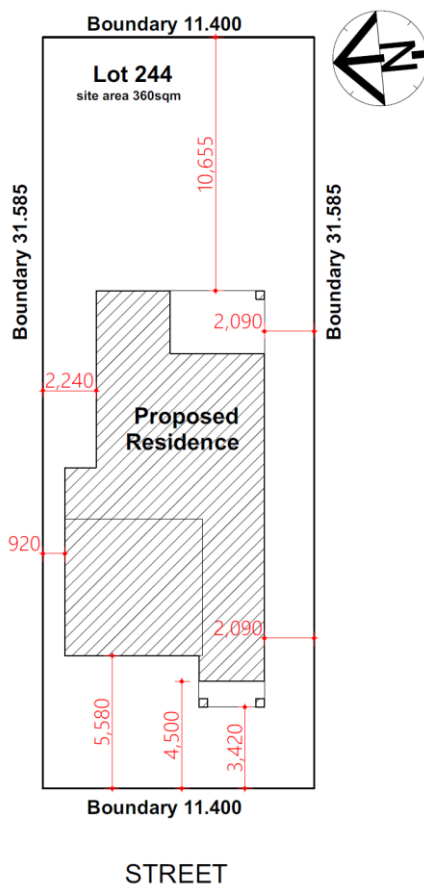 Boundary 11.400
N
Lot 244
site area 360sqm
10,655
Boundary 31.585
Boundary 31.585
2,090
2,240
Proposed
Residence
920
2,090
5,580
4,500
3,420
Boundary 11.400
STREET